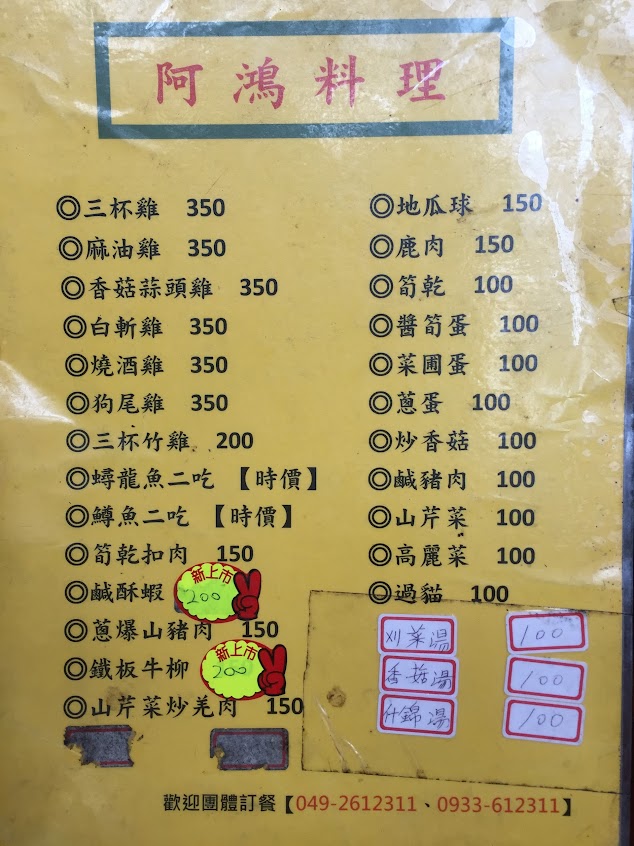 阿鴻料理
◎三杯雞 350
◎麻油雞 350
◎香菇蒜頭雞 350
◎白斬雞 350
◎燒酒雞 350
◎狗尾雞 350
◎三杯竹雞 200
◎鱘龍魚二吃 【時價】
◎鱒魚二吃 【時價】
◎筍乾扣肉 150
◎鹹酥蝦 新上市 200
◎蔥爆山豬肉 150
◎鐵板牛柳 新上市 200
◎山芹菜炒羌肉 150
◎地瓜球 150
◎鹿肉 150
◎筍乾 100
◎醬筍蛋 100
◎菜圃蛋 100
◎蔥蛋 100
◎炒香菇 100
◎鹹豬肉 100
◎山芹菜 100
◎高麗菜 100
◎過貓 100
刈菜湯 100
香菇湯 100
什錦湯 100
歡迎團體訂餐【049-2612311、0933-612311】